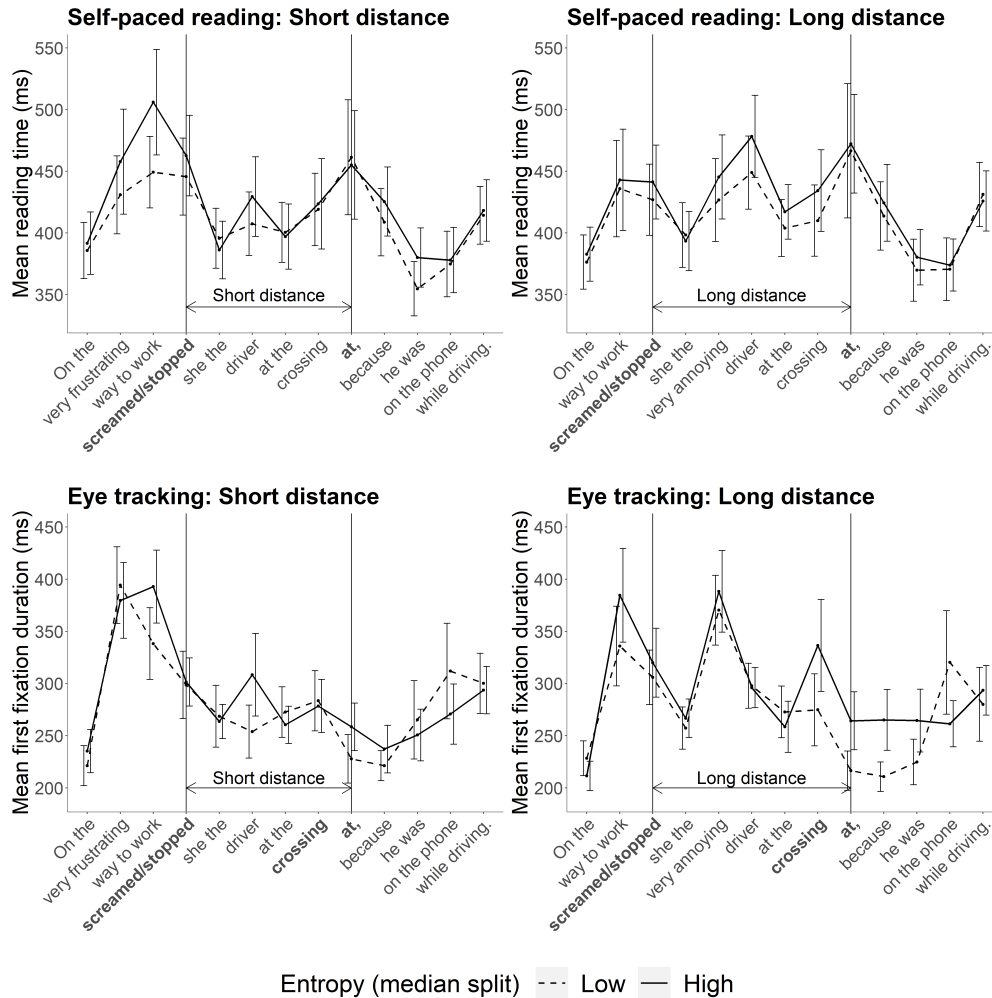 Self-paced reading: Short distance
Mean reading time (ms)
550
500
450
400
350
Short distance
On the
very frustrating
way to work
screamed/stopped
she the
driver
at the
crossing
at,
because
he was
on the phone
while driving.
Self-paced reading: Long distance
Mean reading time (ms)
550
500
450
400
350
Long distance
On the
way to work
screamed/stopped
she the
very annoying
driver
at the
crossing
at,
because
he was
on the phone
while driving.
Eye tracking: Short distance
Mean first fixation duration (ms)
450
400
350
300
250
200
Short distance
On the
very frustrating
way to work
screamed/stopped
she the
driver
at the
crossing
at,
because
he was
on the phone
while driving.
Eye tracking: Long distance
Mean first fixation duration (ms)
450
400
350
300
250
200
Long distance
On the
way to work
screamed/stopped
she the
very annoying
driver
at the
crossing
at,
because
he was
on the phone
while driving.
Entropy (median split) Low High